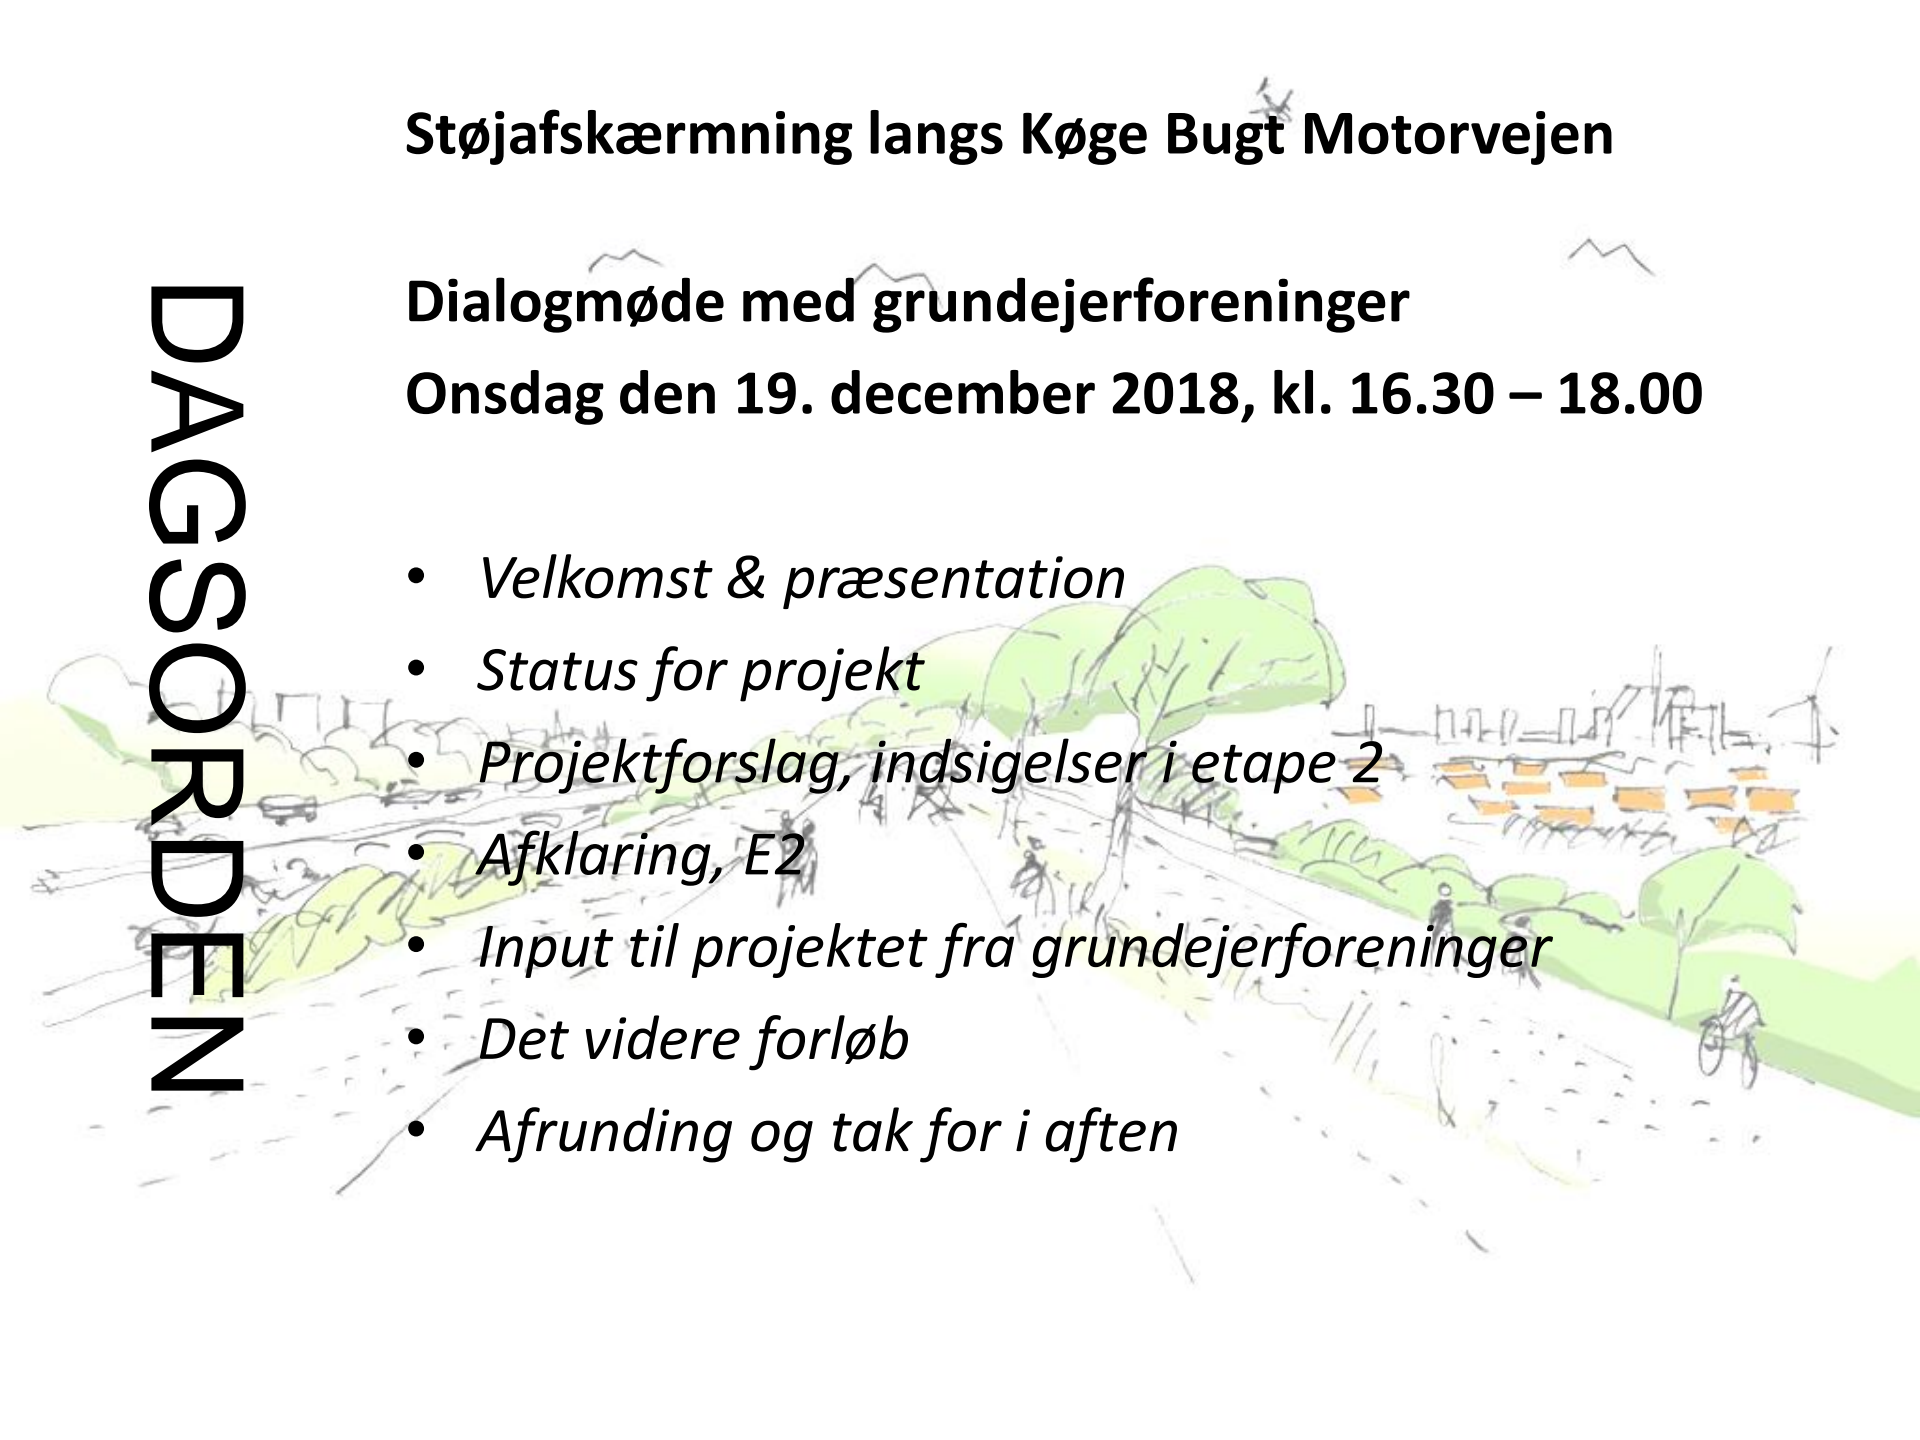 DAGSORDEN
Støjafskærmning langs Køge Bugt Motorvejen
Dialogmøde med grundejerforeninger
Onsdag den 19. december 2018, kl. 16.30 – 18.00
• Velkomst & præsentation
• Status for projekt
• Projektforslag, indsigelser i etape 2
• Afklaring, E2
• Input til projektet fra grundejerforeninger
• Det videre forløb
• Afrunding og tak for i aften